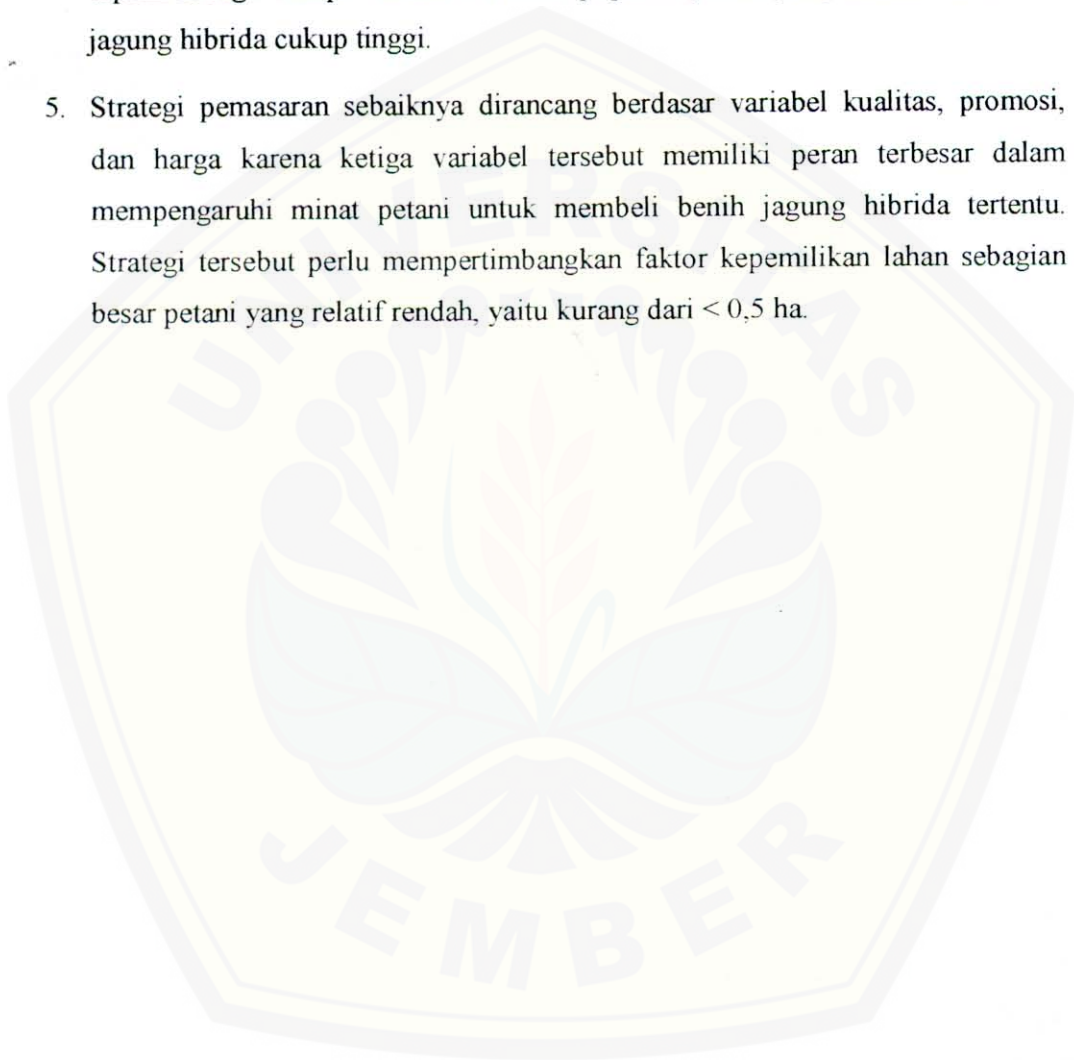 jagung hibrida cukup tinggi.
5. Strategi pemasaran sebaiknya dirancang berdasar variabel kualitas, promosi,
dan harga karena ketiga variabel tersebut memiliki peran terbesar dalam
mempengaruhi minat petani untuk membeli benih jagung hibrida tertentu.
Strategi tersebut perlu mempertimbangkan faktor kepemilikan lahan sebagian
besar petani yang relatif rendah, yaitu kurang dari < 0,5 ha.
UNIVERSITAS
JEMBER